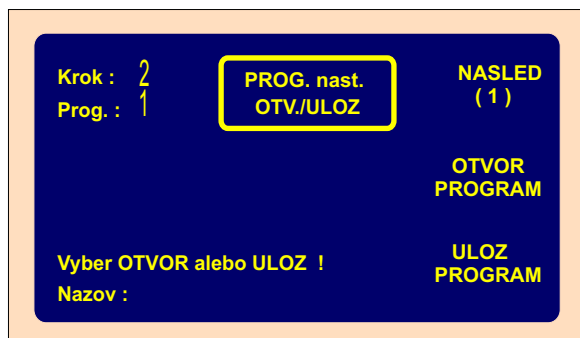 Krok : 2
Prog. : 1
PROG. nast.
OTV./ULOZ
NASLED
( 1 )
OTVOR
PROGRAM
Vyber OTVOR alebo ULOZ !
Nazov :
ULOZ
PROGRAM